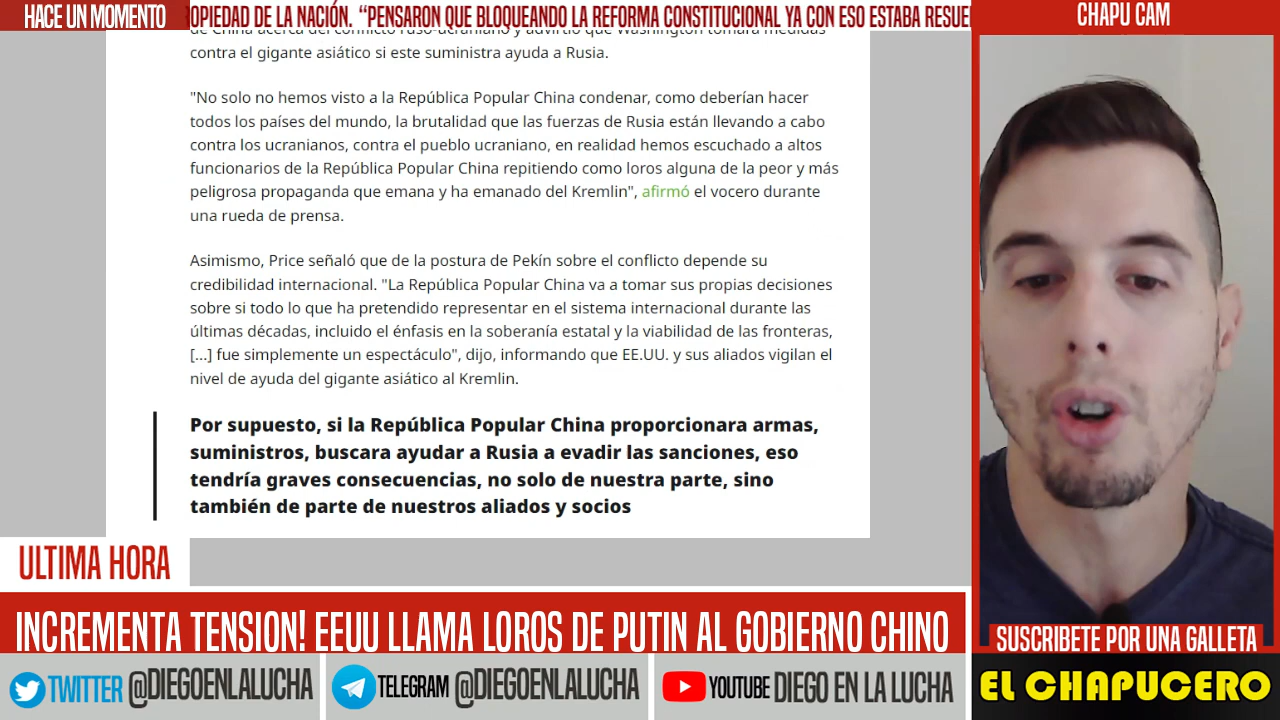 HACE UN MOMENTO
OPIEDAD DE LA NACIÓN. “PENSARON QUE BLOQUEANDO LA REFORMA CONSTITUCIONAL YA CON ESO ESTABA RESUE
CHAPU CAM
de China acerca del conflicto ruso-ucraniano y advirtió que Washington tomará medidas
contra el gigante asiático si este suministra ayuda a Rusia.
"No solo no hemos visto a la República Popular China condenar, como deberían hacer
todos los países del mundo, la brutalidad que las fuerzas de Rusia están llevando a cabo
contra los ucranianos, contra el pueblo ucraniano, en realidad hemos escuchado a altos
funcionarios de la República Popular China repitiendo como loros alguna de la peor y más
peligrosa propaganda que emana y ha emanado del Kremlin", afirmó el vocero durante
una rueda de prensa.
Asimismo, Price señaló que de la postura de Pekín sobre el conflicto depende su
credibilidad internacional. "La República Popular China va a tomar sus propias decisiones
sobre si todo lo que ha pretendido representar en el sistema internacional durante las
últimas décadas, incluido el énfasis en la soberanía estatal y la viabilidad de las fronteras,
[...] fue simplemente un espectáculo", dijo, informando que EE.UU. y sus aliados vigilan el
nivel de ayuda del gigante asiático al Kremlin.
Por supuesto, si la República Popular China proporcionara armas,
suministros, buscara ayudar a Rusia a evadir las sanciones, eso
tendría graves consecuencias, no solo de nuestra parte, sino
también de parte de nuestros aliados y socios
ULTIMA HORA
INCREMENTA TENSION! EEUU LLAMA LOROS DE PUTIN AL GOBIERNO CHINO
SUSCRIBETE POR UNA GALLETA
TWITTER @DIEGOENLALUCHA
TELEGRAM @DIEGOENLALUCHA
YOUTUBE DIEGO EN LA LUCHA
EL CHAPUCERO